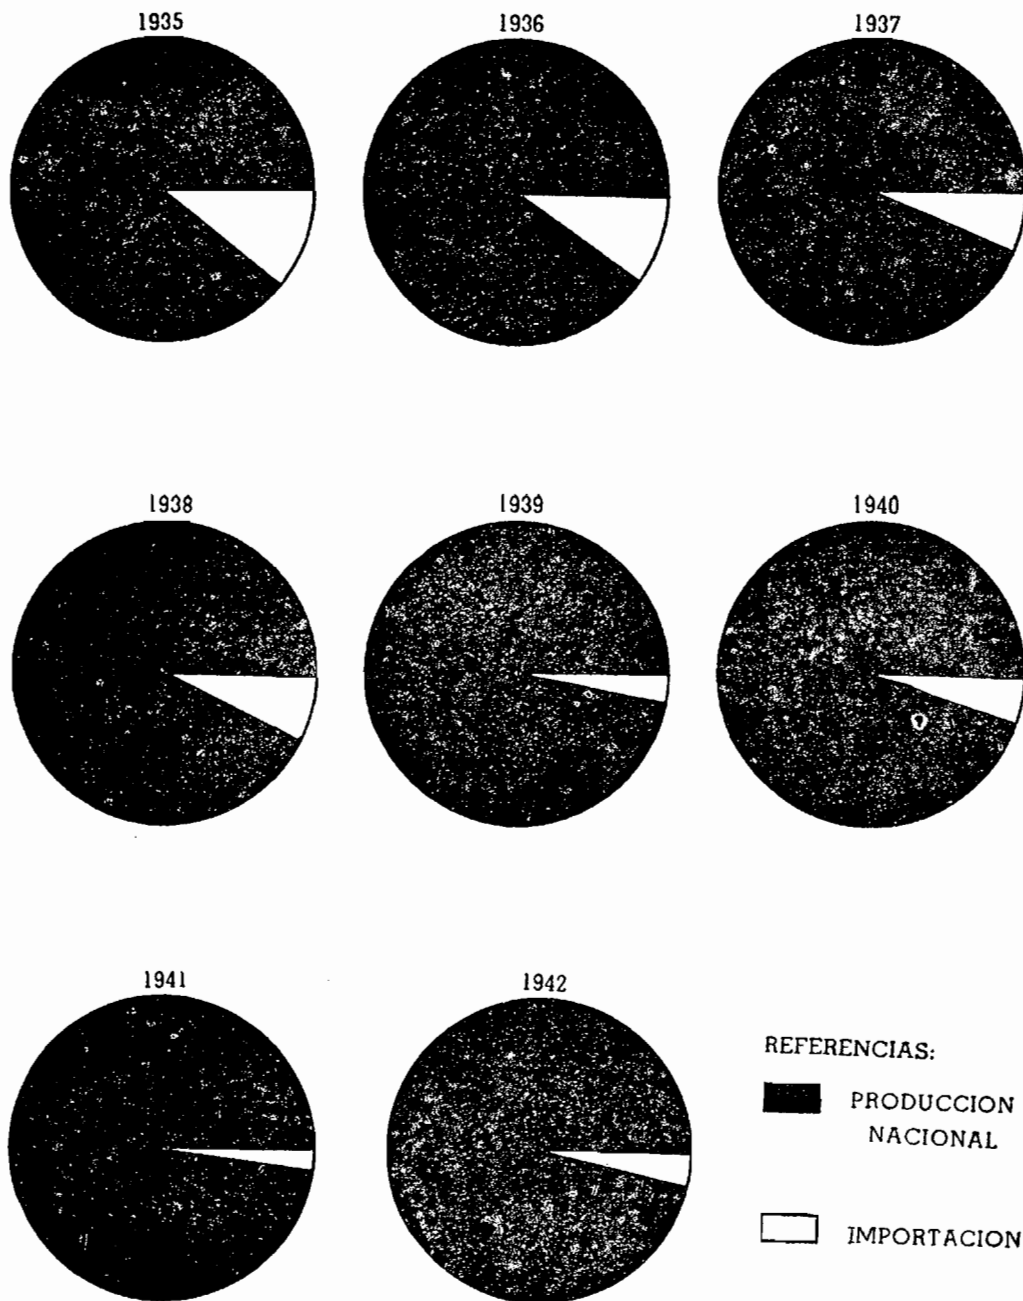 1935
1936
1937
1938
1939
1940
1941
1942
REFERENCIAS:
PRODUCCION
NACIONAL
IMPORTACION